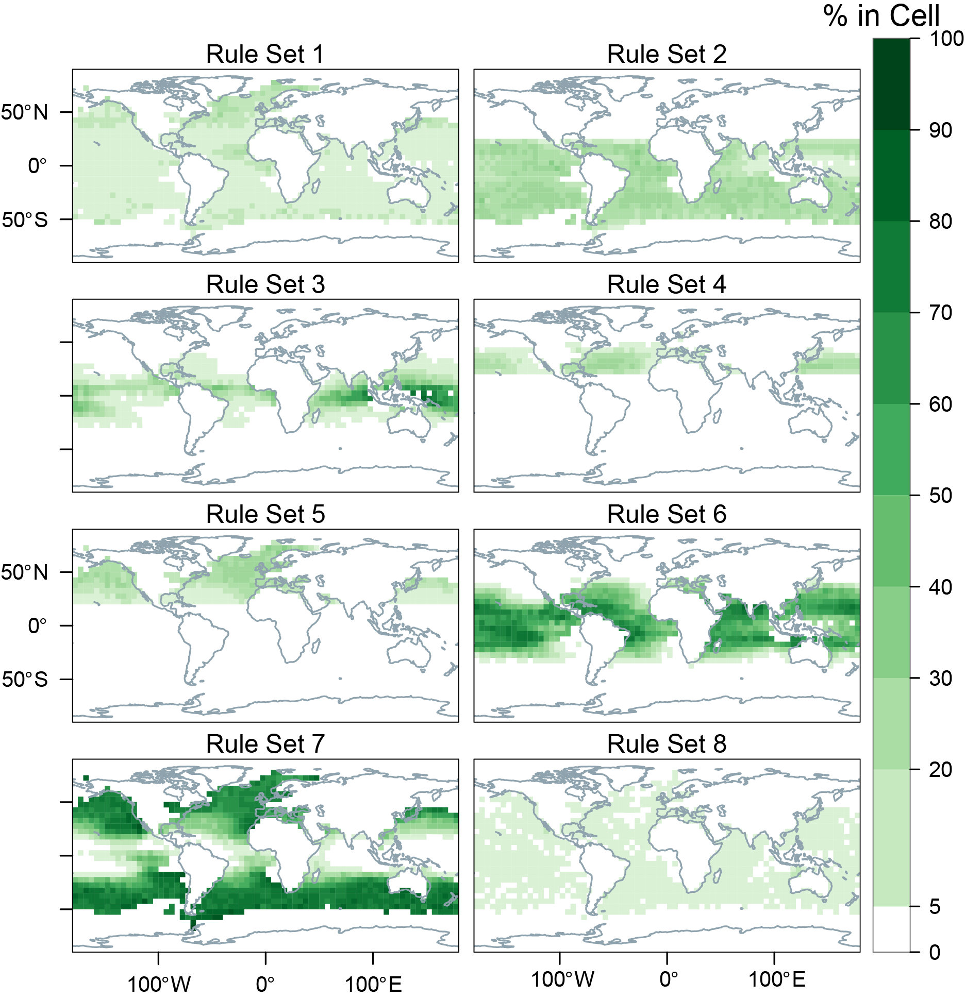 % in Cell
100
Rule Set 1
Rule Set 2
50°N
0°
50°S
90
80
Rule Set 3
Rule Set 4
70
60
50
Rule Set 5
Rule Set 6
50°N
0°
50°S
40
30
Rule Set 7
Rule Set 8
20
5
0
100°W
0°
100°E
100°W
0°
100°E